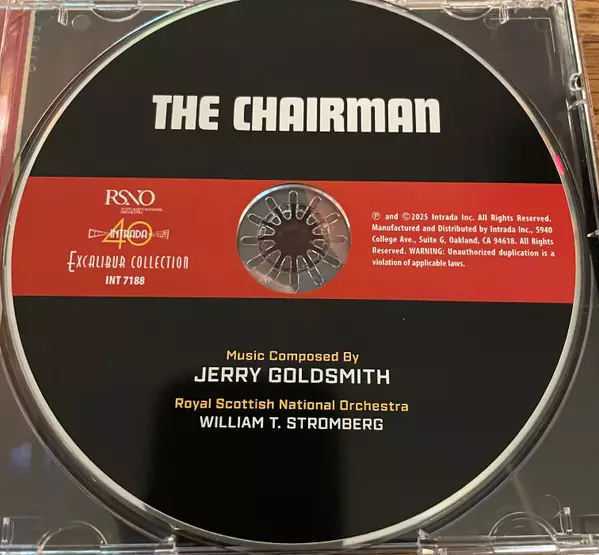 THE CHAIRMAN
RSNO
SCOTLAND'S NATIONAL
ORCHESTRA
INTRADA
40
EXCALIBUR COLLECTION
INT 7188
℗ and ©2025 Intrada Inc. All Rights Reserved.
Manufactured and Distributed by Intrada Inc., 5940
College Ave., Suite G, Oakland, CA 94618. All Rights
Reserved. WARNING: Unauthorized duplication is a
violation of applicable laws.
Music Composed By
JERRY GOLDSMITH
Royal Scottish National Orchestra
WILLIAM T. STROMBERG